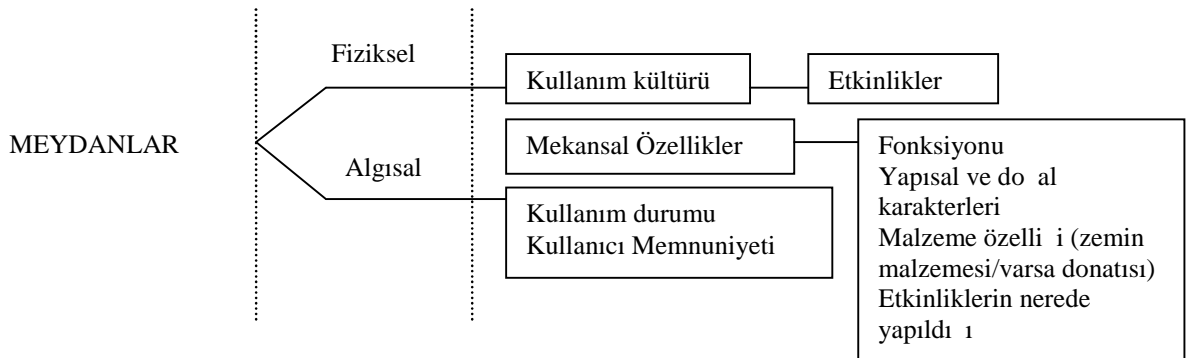 Fiziksel
Kullanım kültürü
Etkinlikler
MEYDANLAR
Mekansal Özellikler
Algısal
Kullanım durumu
Kullanıcı Memnuniyeti
Fonksiyonu
Yapısal ve do al
karakterleri
Malzeme özelli i (zemin
malzemesi/varsa donatısı)
Etkinliklerin nerede
yapıldı ı